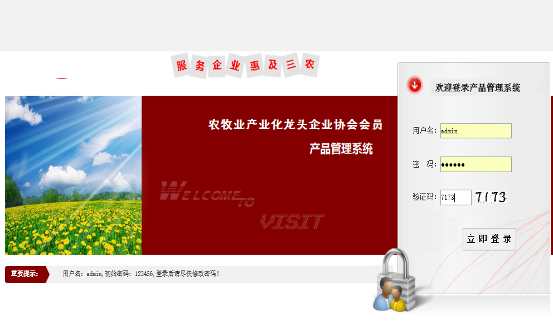 服务企业惠及三农
欢迎登录产品管理系统
农牧业产业化龙头企业协会会员
产品管理系统
用户名: admin
密 码: ●●●●●●
验证码: 7173 7173
WELCOME TO
VISIT
立即登录
重要提示: 用户名: admin,初始密码: 123456,登录后请尽快修改密码!